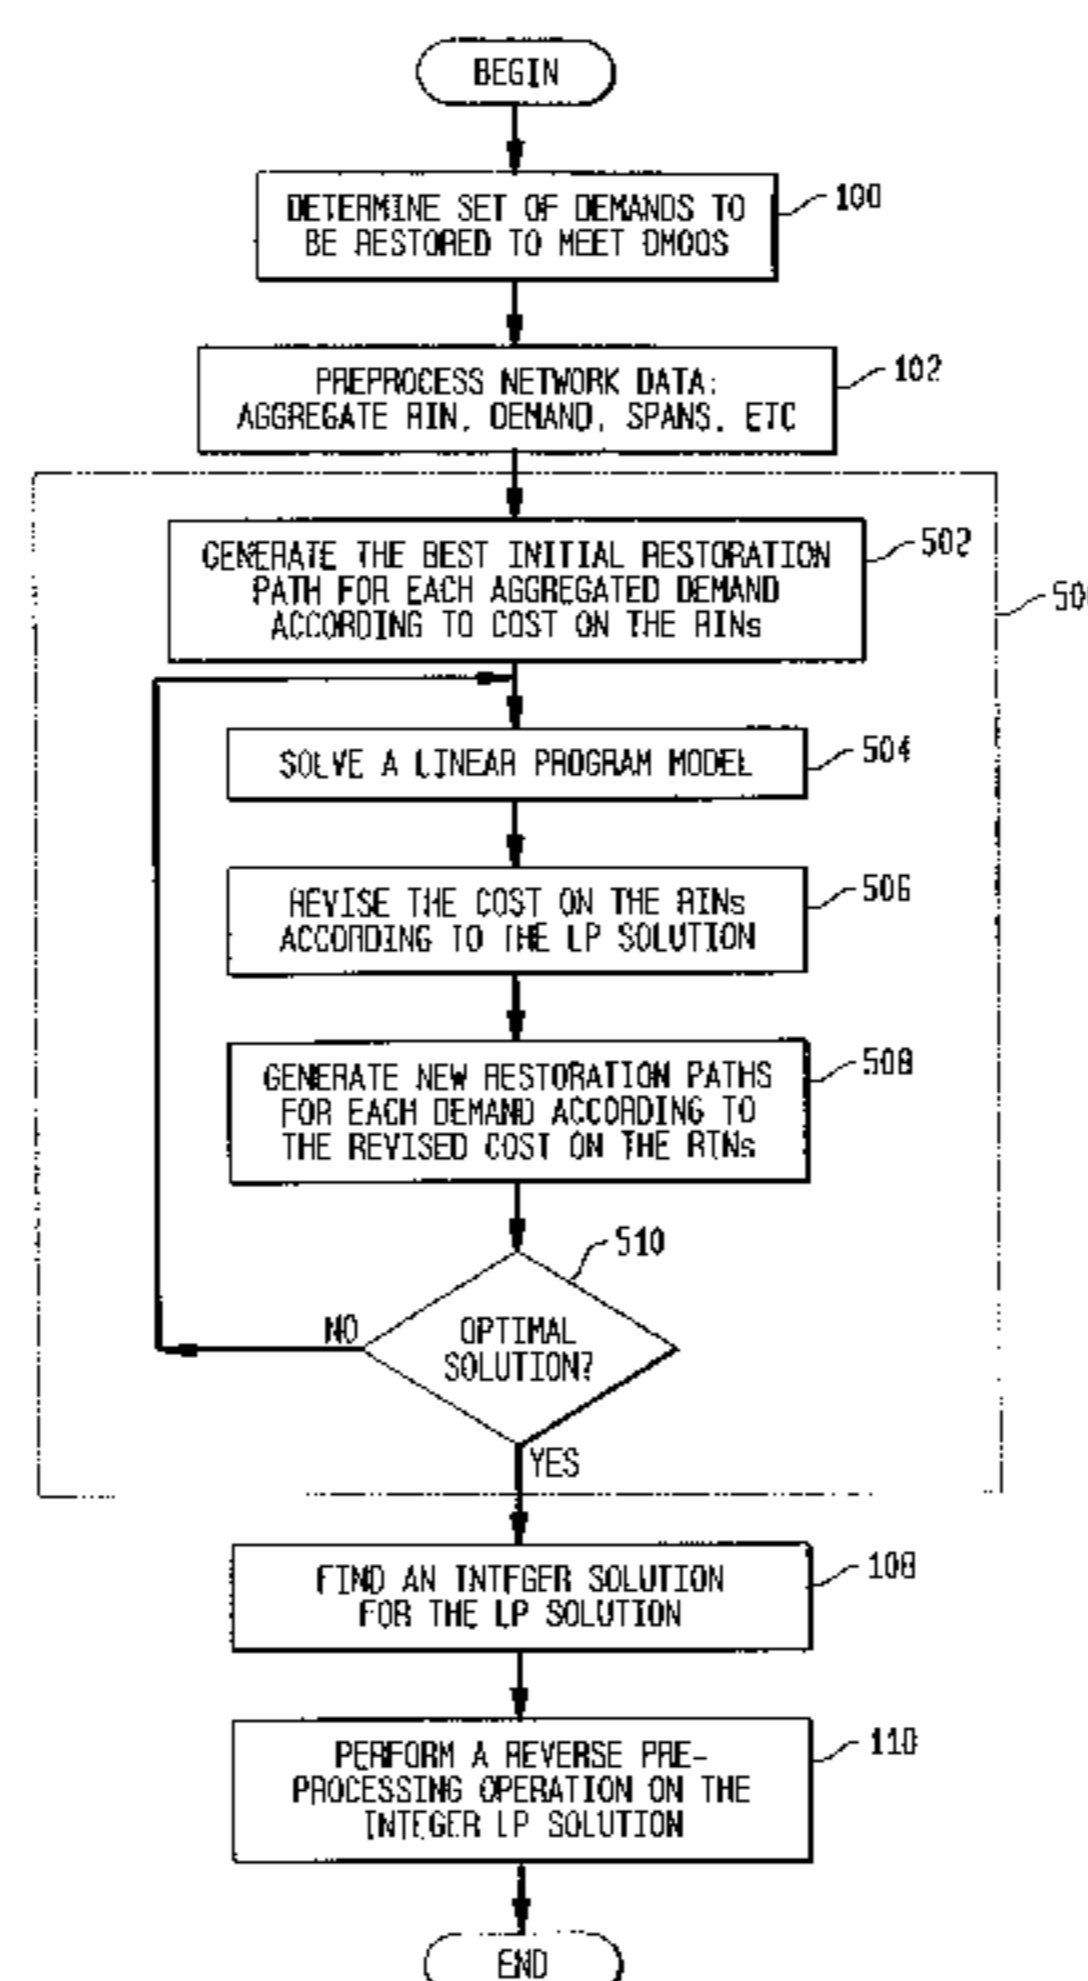 BEGIN
DETERMINE SET OF DEMANDS TO
BE RESTORED TO MEET DMOQS
100
PREPROCESS NETWORK DATA:
AGGREGATE RIN, DEMAND, SPANS, ETC
102
GENERATE THE BEST INITIAL RESTORATION
PATH FOR EACH AGGREGATED DEMAND
ACCORDING TO COST ON THE RINs
502
SOLVE A LINEAR PROGRAM MODEL
504
REVISE THE COST ON THE RINs
ACCORDING TO THE LP SOLUTION
506
GENERATE NEW RESTORATION PATHS
FOR EACH DEMAND ACCORDING TO
THE REVISED COST ON THE RINs
508
510
NO
OPTIMAL
SOLUTION?
YES
FIND AN INTEGER SOLUTION
FOR THE LP SOLUTION
108
PERFORM A REVERSE PRE-
PROCESSING OPERATION ON THE
INTEGER LP SOLUTION
110
END